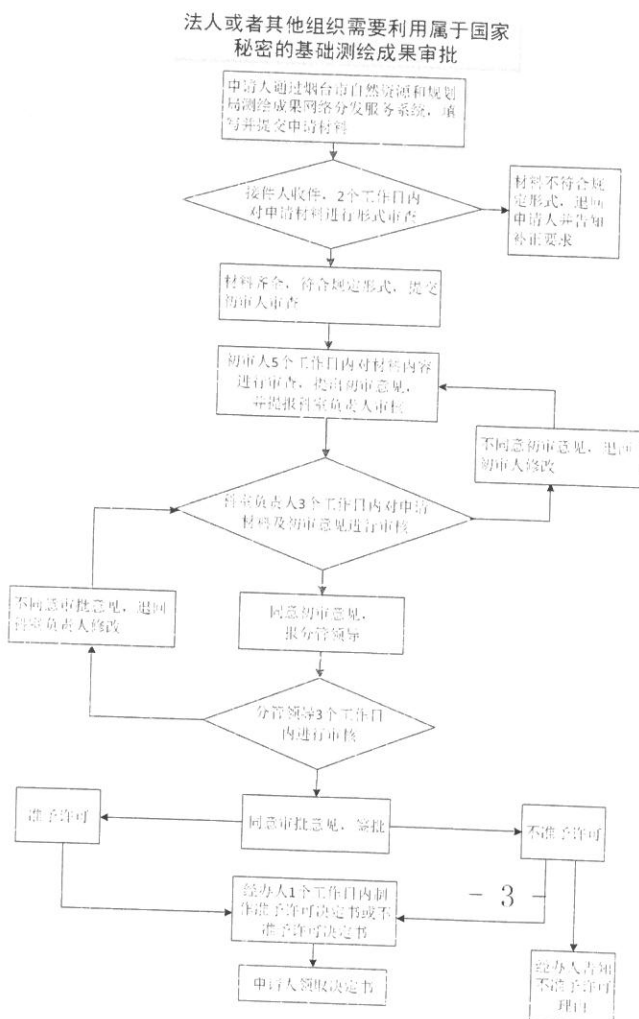 法人或者其他组织需要利用属于国家
秘密的基础测绘成果审批
申请人通过烟台市自然资源和规划
局测绘成果网络分发服务系统，填
写并提交申请材料
接件人收件，2个工作日内
对申请材料进行形式审查
材料不符合规
定形式，退回
申请人并告知
补正要求
材料齐全，符合规定形式，提交
初审人审查
初审人5个工作日内对材料内容
进行审查，提出初审意见，
并提报科室负责人审核
不同意初审意见，退回
初审人修改
科室负责人3个工作日内对申请
材料及初审意见进行审核
不同意审批意见，退回
科室负责人修改
同意初审意见，
报分管领导
分管领导3个工作日
内进行审核
准予许可
同意审批意见，签批
不准予许可
经办人1个工作日内制
作准予许可决定书或不
准予许可决定书
- 3 -
申请人领取决定书
经办人告知
不准予许可
理由